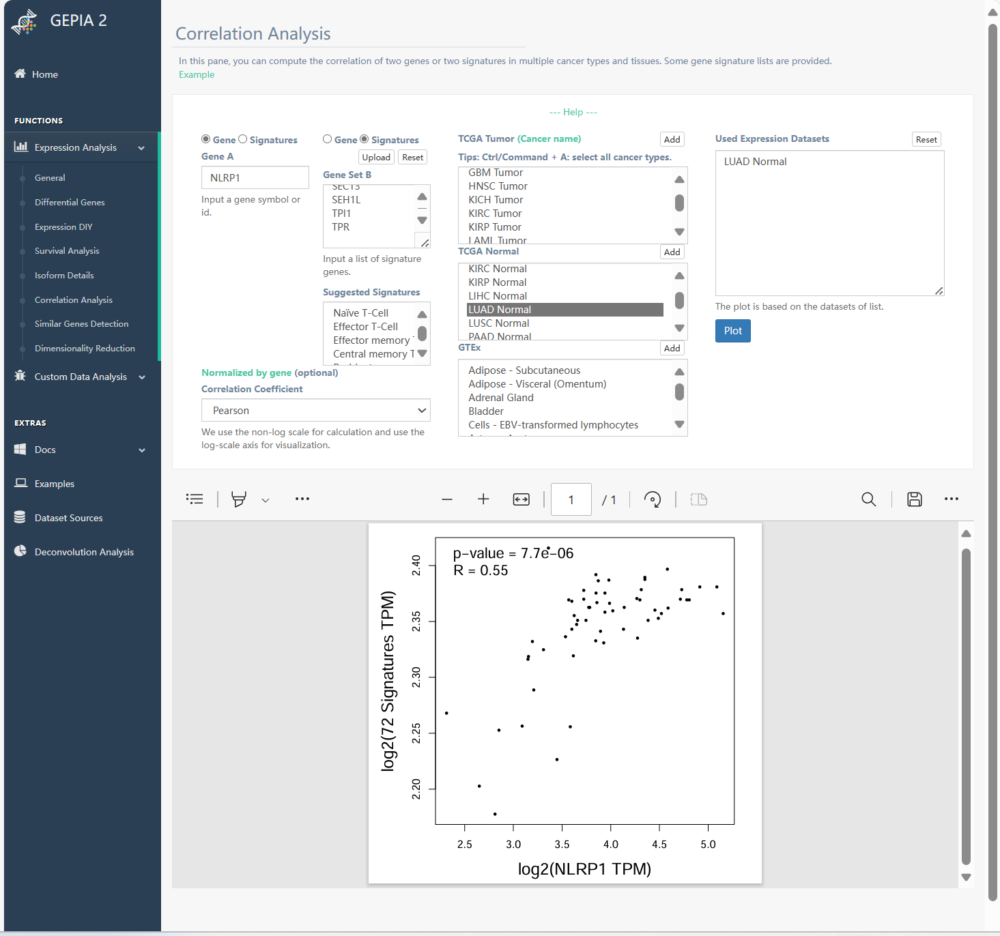 GEPIA 2
Home
FUNCTIONS
Expression Analysis
General
Differential Genes
Expression DIY
Survival Analysis
Isoform Details
Correlation Analysis
Similar Genes Detection
Dimensionality Reduction
Custom Data Analysis
EXTRAS
Docs
Examples
Dataset Sources
Deconvolution Analysis
Correlation Analysis
In this pane, you can compute the correlation of two genes or two signatures in multiple cancer types and tissues. Some gene signature lists are provided.
Example
--- Help ---
Gene Signatures
Gene A
NLRP1
Input a gene symbol or
id.
Gene Signatures
Upload Reset
Gene Set B
SEC13
SEH1L
TPI1
TPR
Input a list of signature
genes.
Suggested Signatures
Naïve T-Cell
Effector T-Cell
Effector memory
Central memory T
Normalized by gene (optional)
Correlation Coefficient
Pearson
We use the non-log scale for calculation and use the
log-scale axis for visualization.
TCGA Tumor (Cancer name) Add
Tips: Ctrl/Command + A: select all cancer types.
GBM Tumor
HNSC Tumor
KICH Tumor
KIRC Tumor
KIRP Tumor
LAML Tumor
TCGA Normal Add
KIRC Normal
KIRP Normal
LIHC Normal
LUAD Normal
LUSC Normal
PAAD Normal
GTEx Add
Adipose - Subcutaneous
Adipose - Visceral (Omentum)
Adrenal Gland
Bladder
Cells - EBV-transformed lymphocytes
Used Expression Datasets Reset
LUAD Normal
The plot is based on the datasets of list.
Plot
1 / 1
p−value = 7.7e−06
R = 0.55
2.40
2.35
2.30
2.25
2.20
log2(72 Signatures TPM)
2.5 3.0 3.5 4.0 4.5 5.0
log2(NLRP1 TPM)